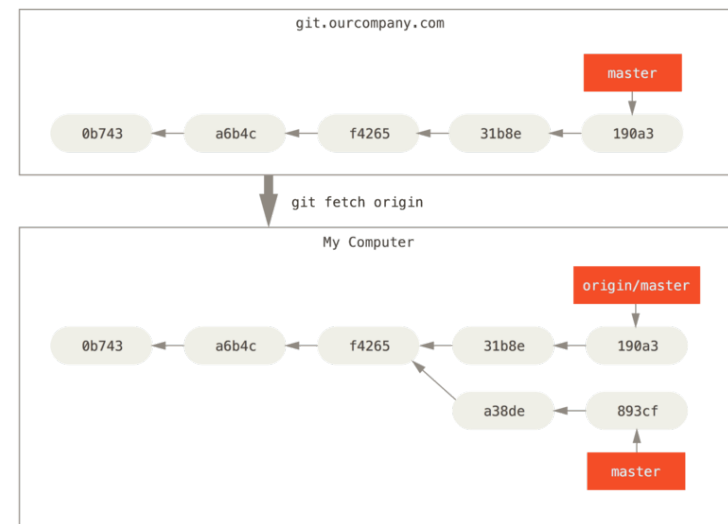 git.ourcompany.com
master
0b743 a6b4c f4265 31b8e 190a3
git fetch origin
My Computer
origin/master
0b743 a6b4c f4265 31b8e 190a3
a38de 893cf
master